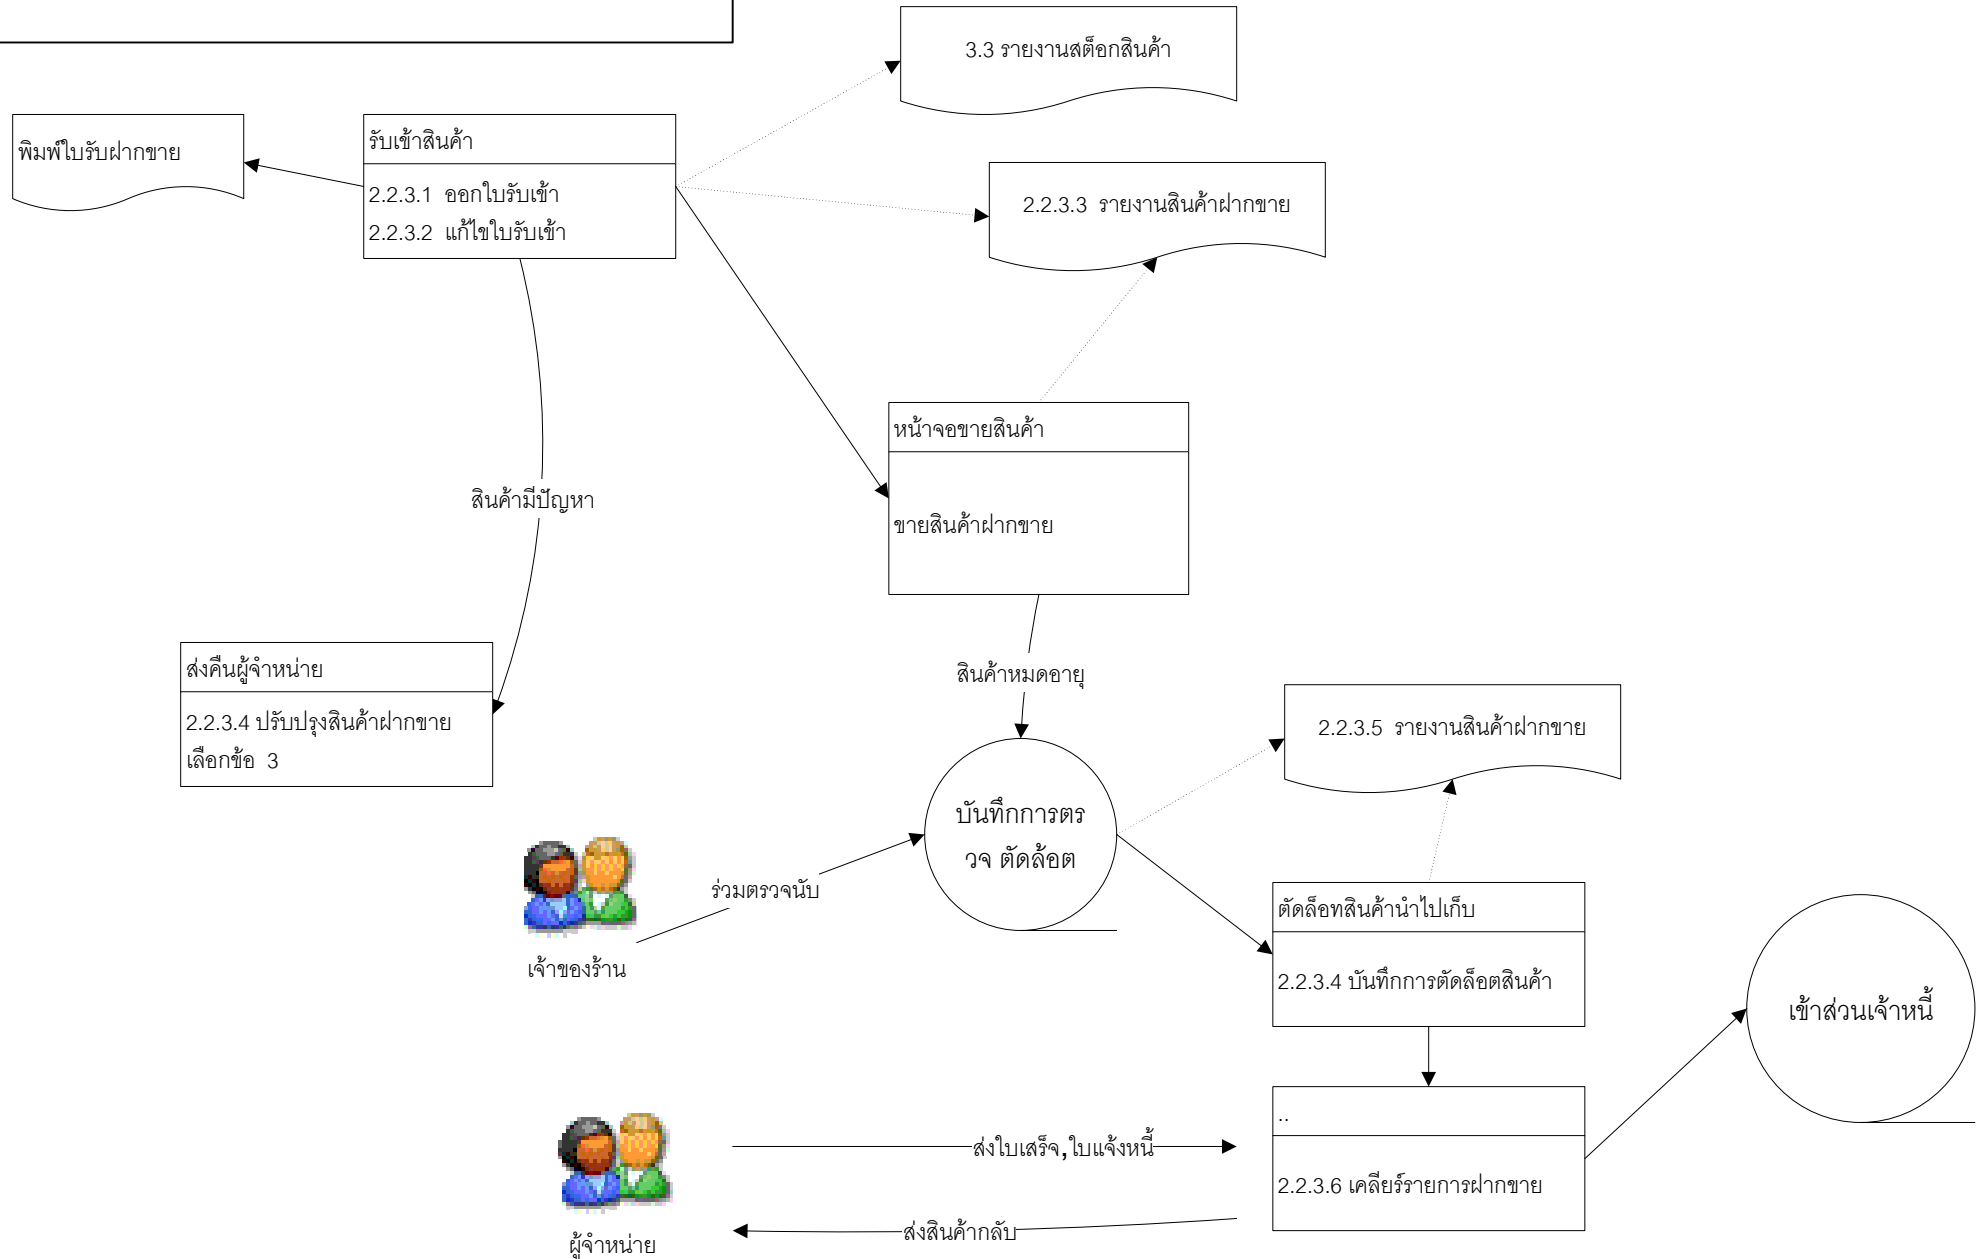 3.3 รายงานสต็อกสินค้า
พิมพ์ใบรับฝากขาย
รับเข้าสินค้า
2.2.3.1 ออกใบรับเข้า
2.2.3.2 แก้ไขใบรับเข้า
2.2.3.3 รายงานสินค้าฝากขาย
หน้าจอขายสินค้า
ขายสินค้าฝากขาย
สินค้ามีปัญหา
ส่งคืนผู้จำหน่าย
2.2.3.4 ปรับปรุงสินค้าฝากขาย
เลือกข้อ 3
สินค้าหมดอายุ
2.2.3.5 รายงานสินค้าฝากขาย
บันทึกการตร
วจ ตัดล้อต
ร่วมตรวจนับ
เจ้าของร้าน
ตัดล็อทสินค้านำไปเก็บ
2.2.3.4 บันทึกการตัดล็อตสินค้า
เข้าส่วนเจ้าหนี้
..
2.2.3.6 เคลียร์รายการฝากขาย
ส่งใบเสร็จ,ใบแจ้งหนี้
ส่งสินค้ากลับ
ผู้จำหน่าย